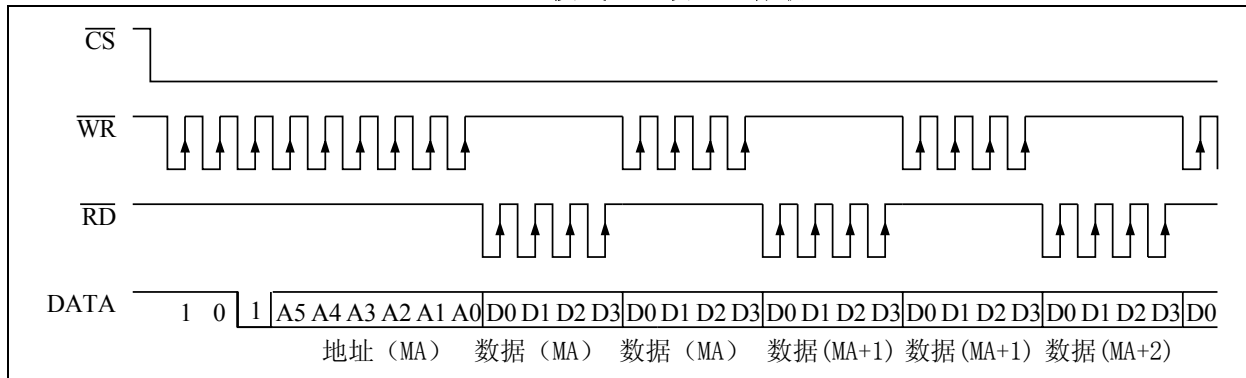 CS
WR
RD
DATA 1 0 1 A5 A4 A3 A2 A1 A0 D0 D1 D2 D3 D0 D1 D2 D3 D0 D1 D2 D3 D0 D1 D2 D3 D0 D1 D2 D3 D0
地址（MA） 数据（MA） 数据（MA） 数据(MA+1) 数据(MA+1) 数据(MA+2)